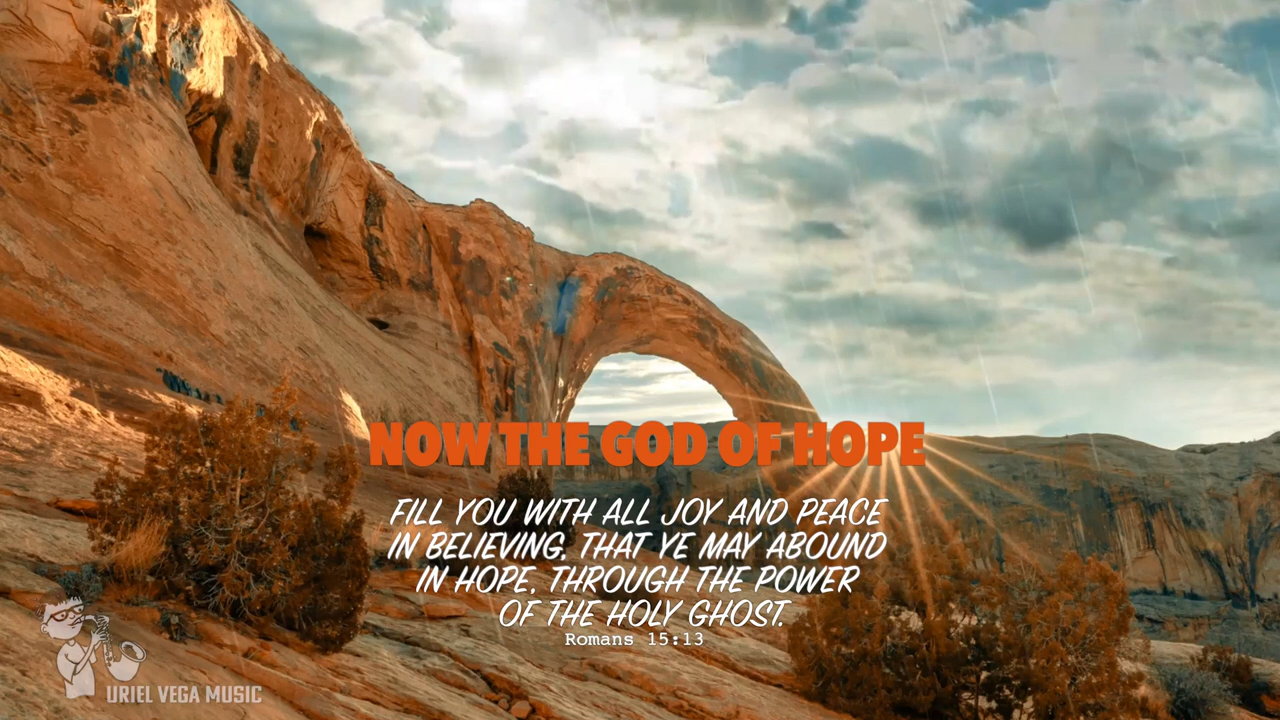 NOW THE GOD OF HOPE
FILL YOU WITH ALL JOY AND PEACE
IN BELIEVING, THAT YE MAY ABOUND
IN HOPE, THROUGH THE POWER
OF THE HOLY GHOST.
Romans 15:13
URIEL VEGA MUSIC